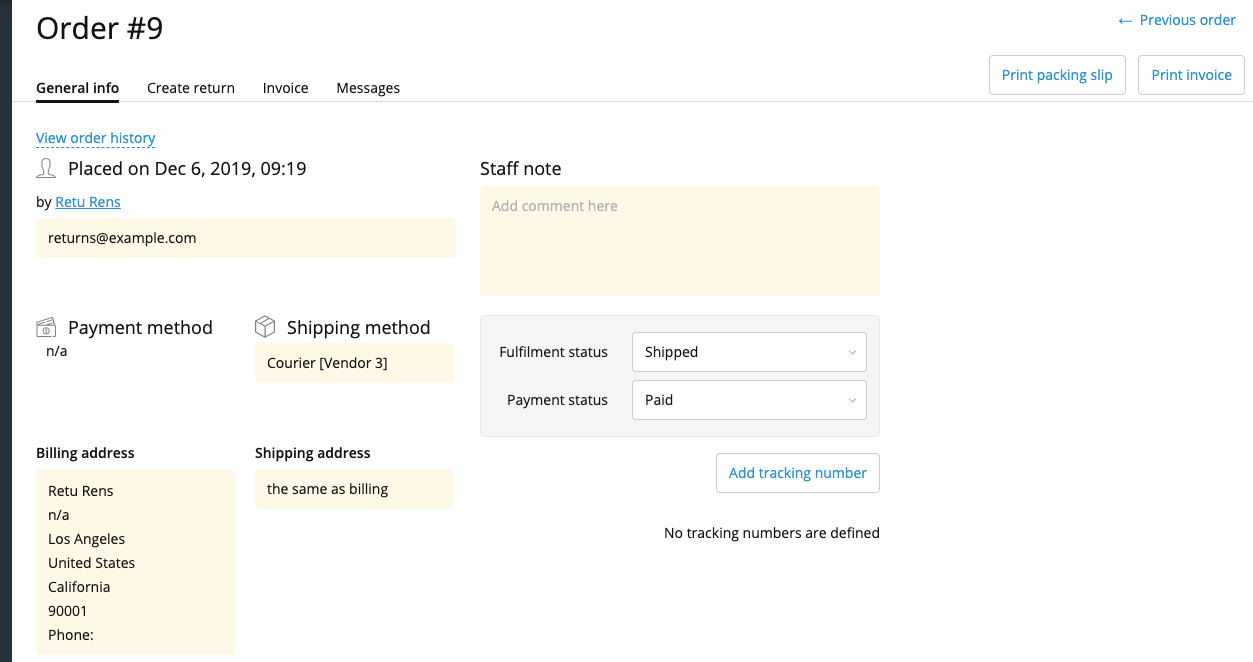 Order #9
← Previous order
Print packing slip
Print invoice
General info
Create return
Invoice
Messages
View order history
Placed on Dec 6, 2019, 09:19
by Retu Rens
returns@example.com
Staff note
Add comment here
Payment method
n/a
Shipping method
Courier [Vendor 3]
Fulfilment status
Shipped
Payment status
Paid
Billing address
Retu Rens
n/a
Los Angeles
United States
California
90001
Phone:
Shipping address
the same as billing
Add tracking number
No tracking numbers are defined